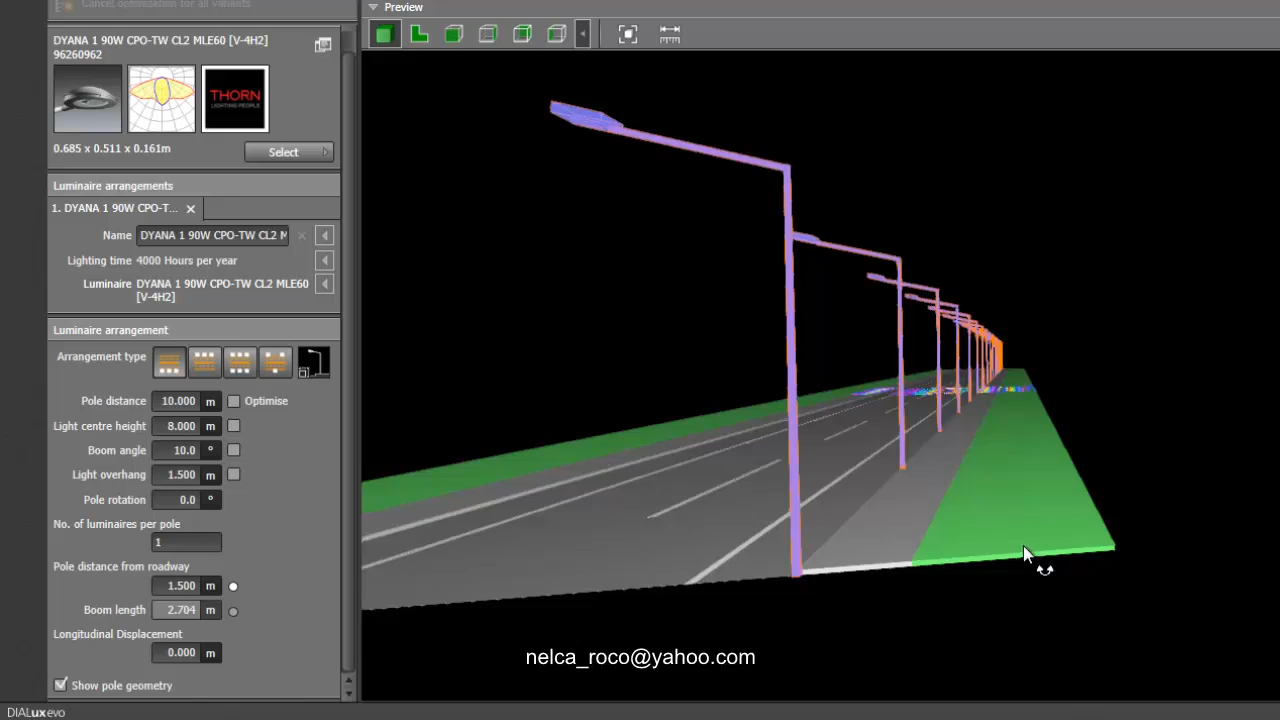 Cancel optimization for all variants
Preview
DYANA 1 90W CPO-TW CL2 MLE60 [V-4H2]
96260962
THORN
LIGHTING PEOPLE
0.685 x 0.511 x 0.161m
Select
Luminaire arrangements
1. DYANA 1 90W CPO-T...
Name DYANA 1 90W CPO-TW CL2 M
Lighting time 4000 Hours per year
Luminaire DYANA 1 90W CPO-TW CL2 MLE60
[V-4H2]
Luminaire arrangement
Arrangement type
Pole distance 10.000 m Optimise
Light centre height 8.000 m
Boom angle 10.0 °
Light overhang 1.500 m
Pole rotation 0.0 °
No. of luminaires per pole
1
Pole distance from roadway
1.500 m
Boom length 2.704 m
Longitudinal Displacement
0.000 m
Show pole geometry
nelca_roco@yahoo.com
DIALux evo